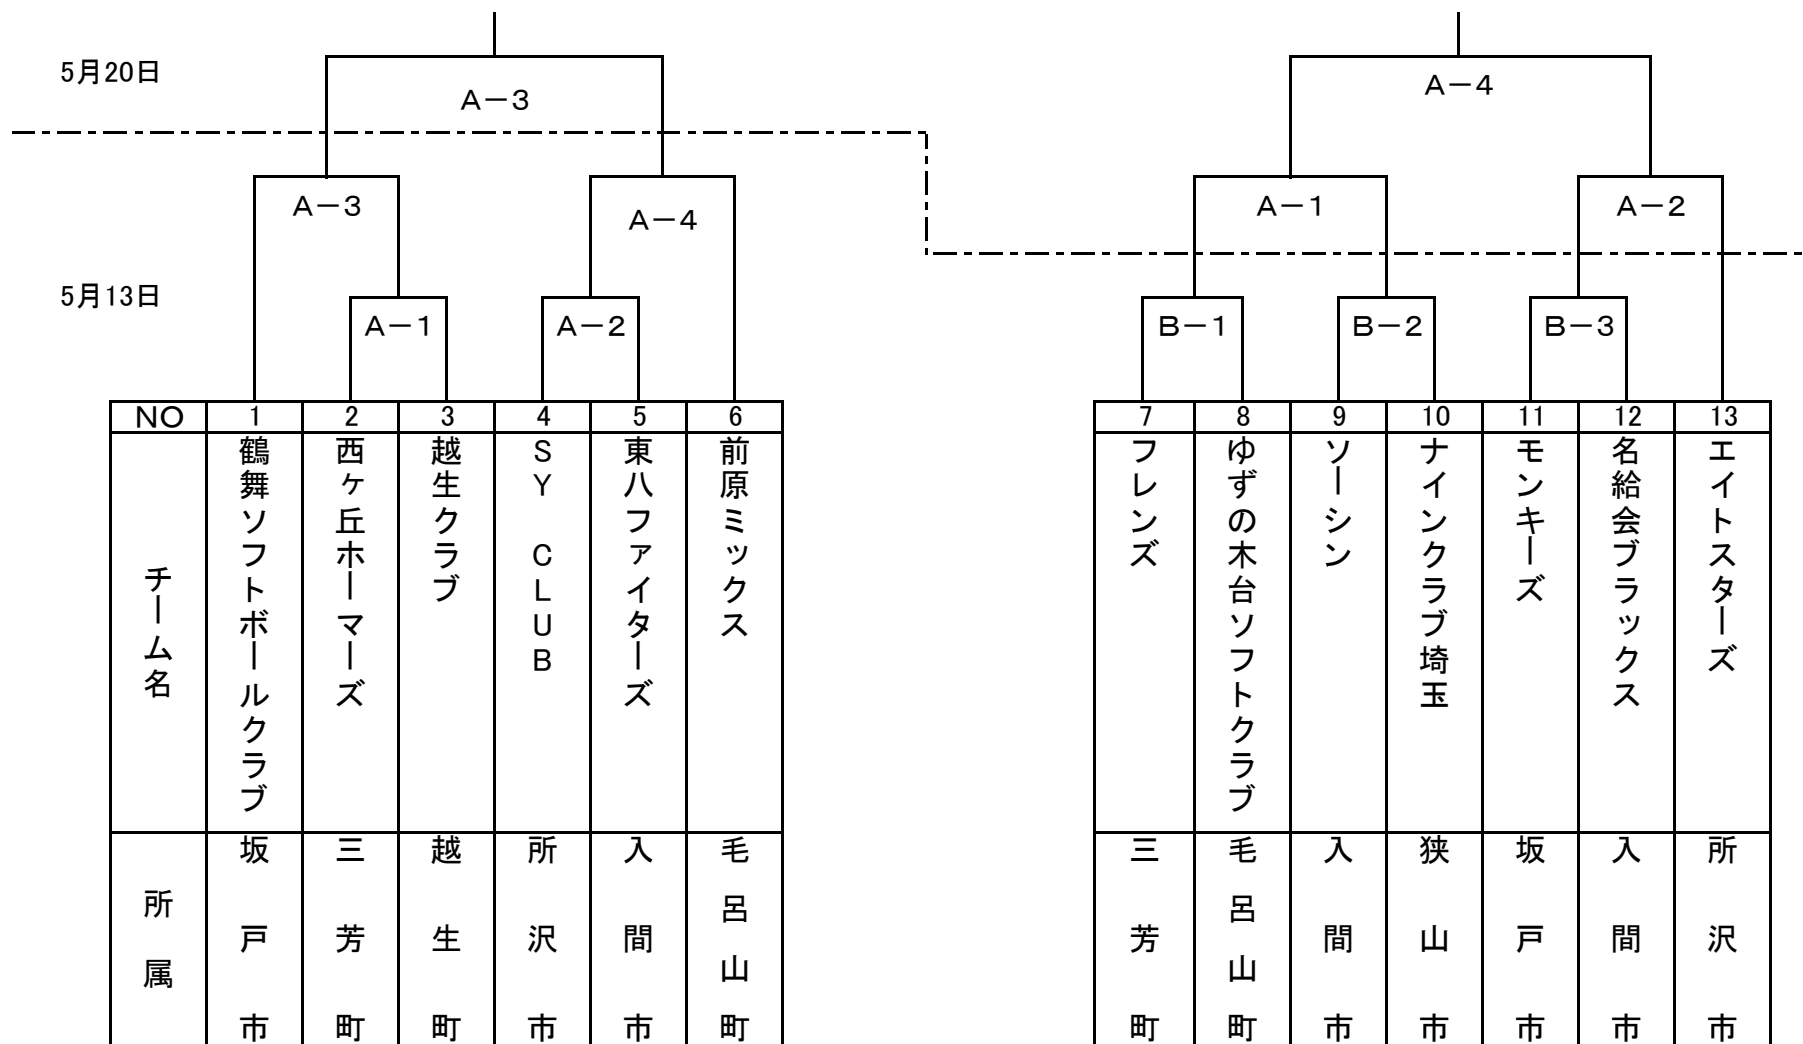 5月20日
A－3
A－4
A－3
A－4
A－1
A－2
5月13日
A－1
A－2
B－1
B－2
B－3
NO
1
2
3
4
5
6
7
8
9
10
11
12
13
チーム名
鶴舞ソフトボールクラブ
西ヶ丘ホーマーズ
越生クラブ
SY CLUB
東八ファイターズ
前原ミックス
フレンズ
ゆずの木台ソフトクラブ
ソーシン
ナインクラブ埼玉
モンキーズ
名給会ブラックス
エイトスターズ
所属
坂戸市
三芳町
越生町
所沢市
入間市
毛呂山町
三芳町
毛呂山町
入間市
狭山市
坂戸市
入間市
所沢市